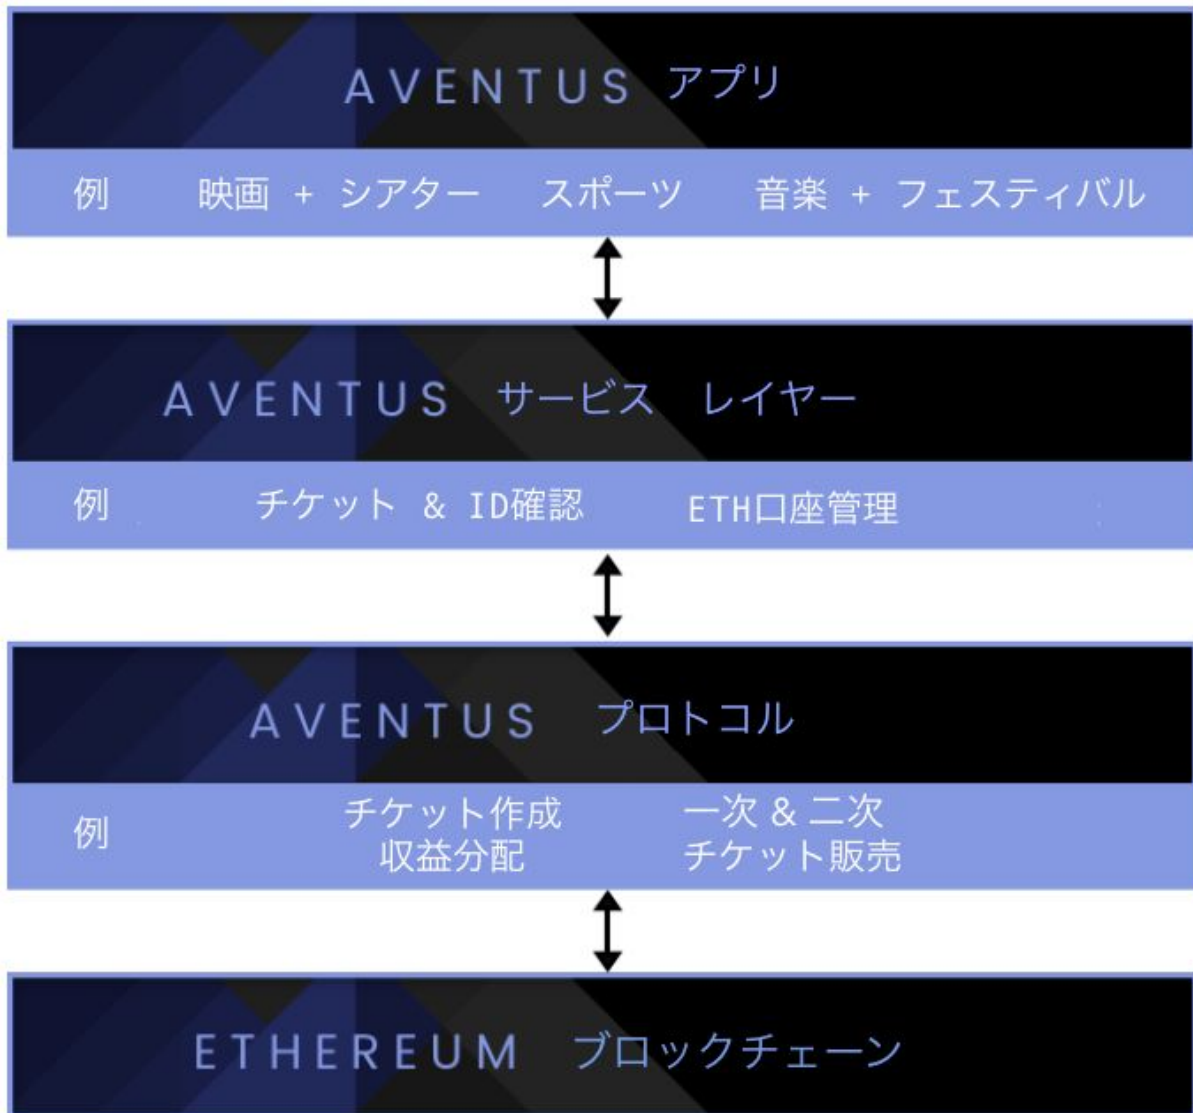 AVENTUS アプリ
例 映画 + シアター スポーツ 音楽 + フェスティバル
AVENTUS サービス レイヤー
例 チケット & ID確認 ETH口座管理
AVENTUS プロトコル
例
チケット作成
収益分配
一次 & 二次
チケット販売
ETHEREUM ブロックチェーン